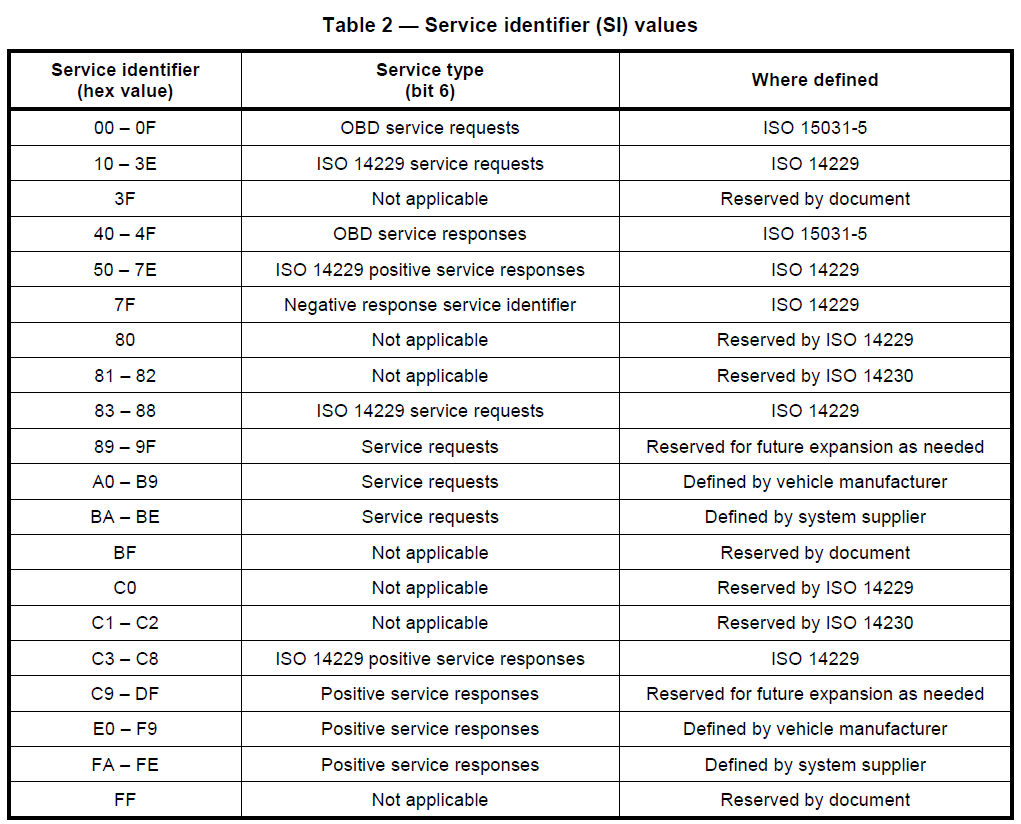 Table 2 — Service identifier (SI) values
Service identifier
(hex value)
Service type
(bit 6)
Where defined
00 – 0F OBD service requests ISO 15031-5
10 – 3E ISO 14229 service requests ISO 14229
3F Not applicable Reserved by document
40 – 4F OBD service responses ISO 15031-5
50 – 7E ISO 14229 positive service responses ISO 14229
7F Negative response service identifier ISO 14229
80 Not applicable Reserved by ISO 14229
81 – 82 Not applicable Reserved by ISO 14230
83 – 88 ISO 14229 service requests ISO 14229
89 – 9F Service requests Reserved for future expansion as needed
A0 – B9 Service requests Defined by vehicle manufacturer
BA – BE Service requests Defined by system supplier
BF Not applicable Reserved by document
C0 Not applicable Reserved by ISO 14229
C1 – C2 Not applicable Reserved by ISO 14230
C3 – C8 ISO 14229 positive service responses ISO 14229
C9 – DF Positive service responses Reserved for future expansion as needed
E0 – F9 Positive service responses Defined by vehicle manufacturer
FA – FE Positive service responses Defined by system supplier
FF Not applicable Reserved by document